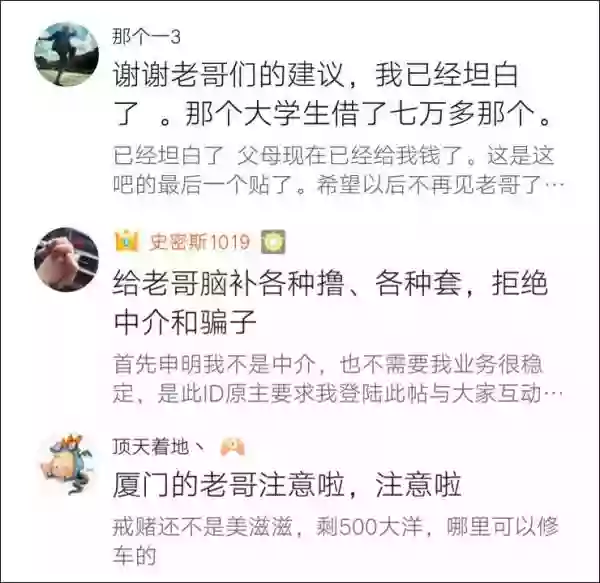 那个一3
谢谢老哥们的建议，我已经坦白
了 。那个大学生借了七万多那个。
已经坦白了 父母现在已经给我钱了。这是这
吧的最后一个贴了。希望以后不再见老哥了…
史密斯1019
给老哥脑补各种撸、各种套，拒绝
中介和骗子
首先申明我不是中介，也不需要我业务很稳
定，是此ID原主要求我登陆此帖与大家互动…
顶天着地丶
厦门的老哥注意啦，注意啦
戒赌还不是美滋滋，剩500大洋，哪里可以修
车的